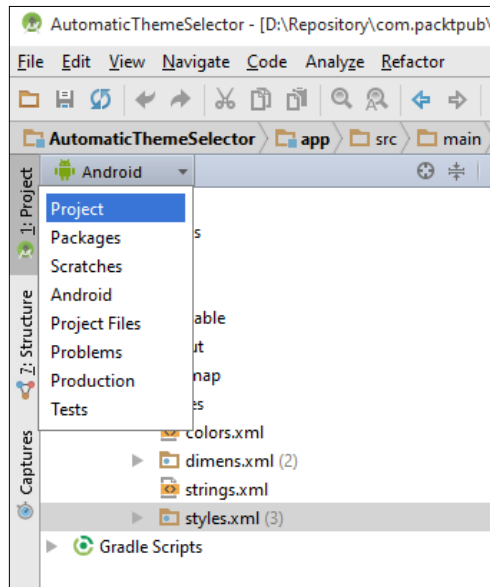 AutomaticThemeSelector - [D:\Repository\com.packtpub\
File Edit View Navigate Code Analyze Refactor
AutomaticThemeSelector app src main
1: Project
Android
Project
Packages
Scratches
Android
Project Files
Problems
Production
Tests
s
able
ut
map
es
colors.xml
dimens.xml (2)
strings.xml
styles.xml (3)
Gradle Scripts
7: Structure
Captures